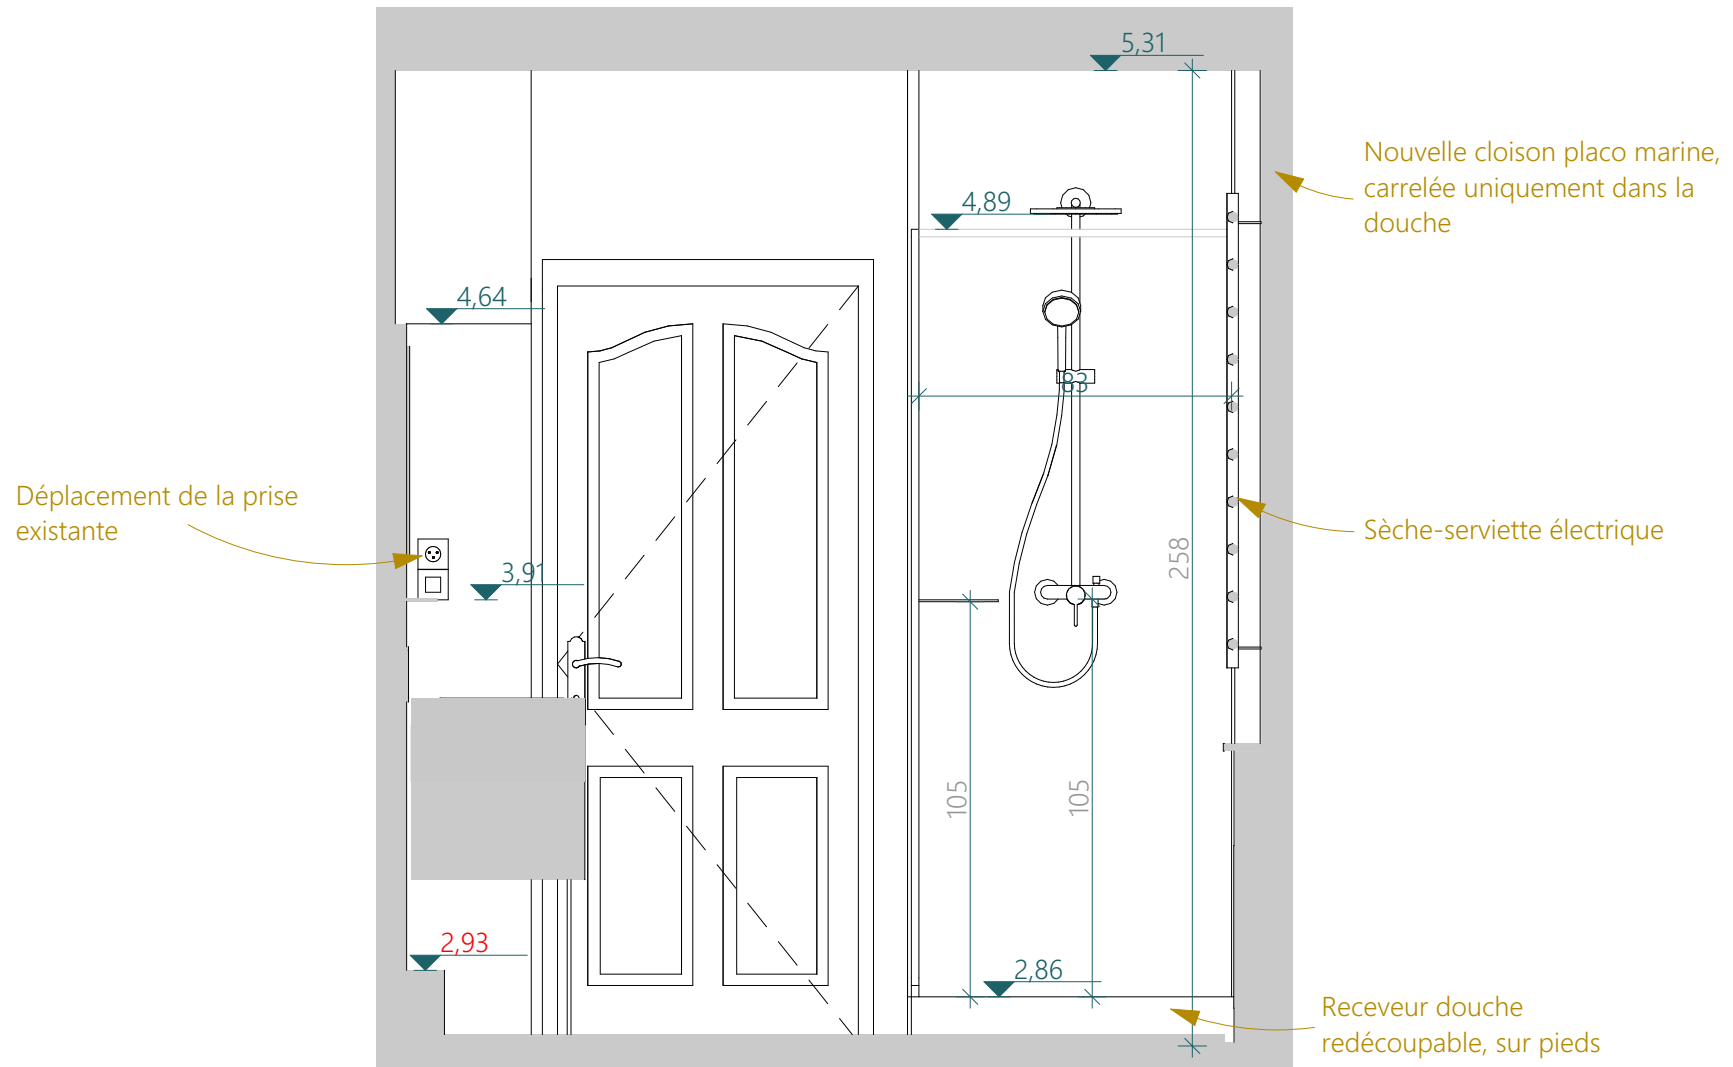 5,31
Nouvelle cloison placo marine,
carrelée uniquement dans la
douche
4,89
4,64
83
Déplacement de la prise
existante
Sèche-serviette électrique
258
3,91
105
105
2,93
2,86
Receveur douche
redécoupable, sur pieds